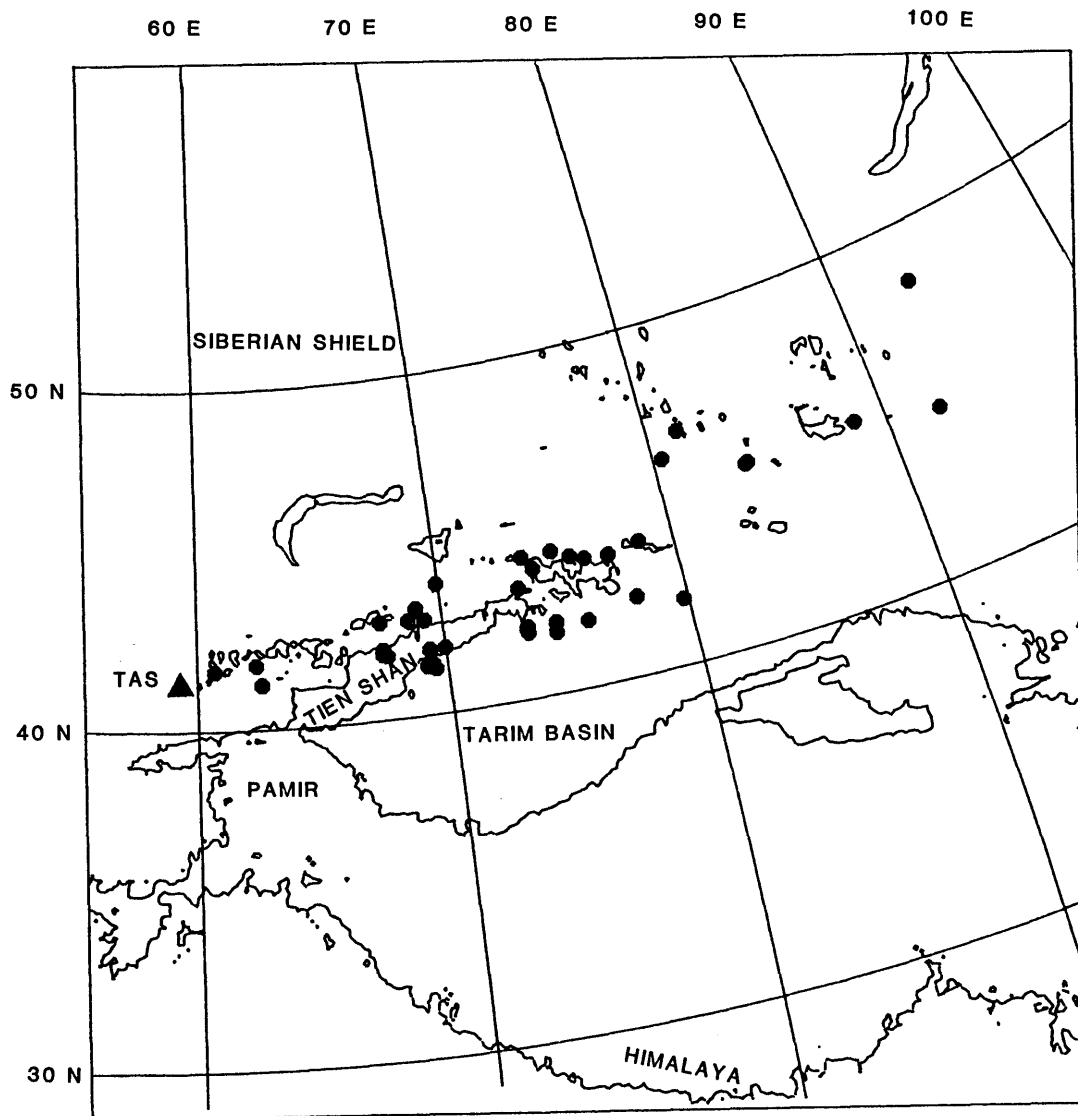 60 E 70 E 80 E 90 E 100 E
SIBERIAN SHIELD
50 N
TAS
TIEN SHAN
40 N
TARIM BASIN
PAMIR
HIMALAYA
30 N